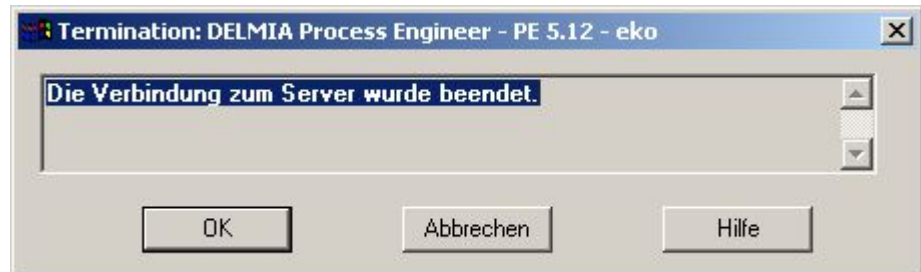 Termination: DELMIA Process Engineer - PE 5.12 - eko
Die Verbindung zum Server wurde beendet.
OK Abbrechen Hilfe